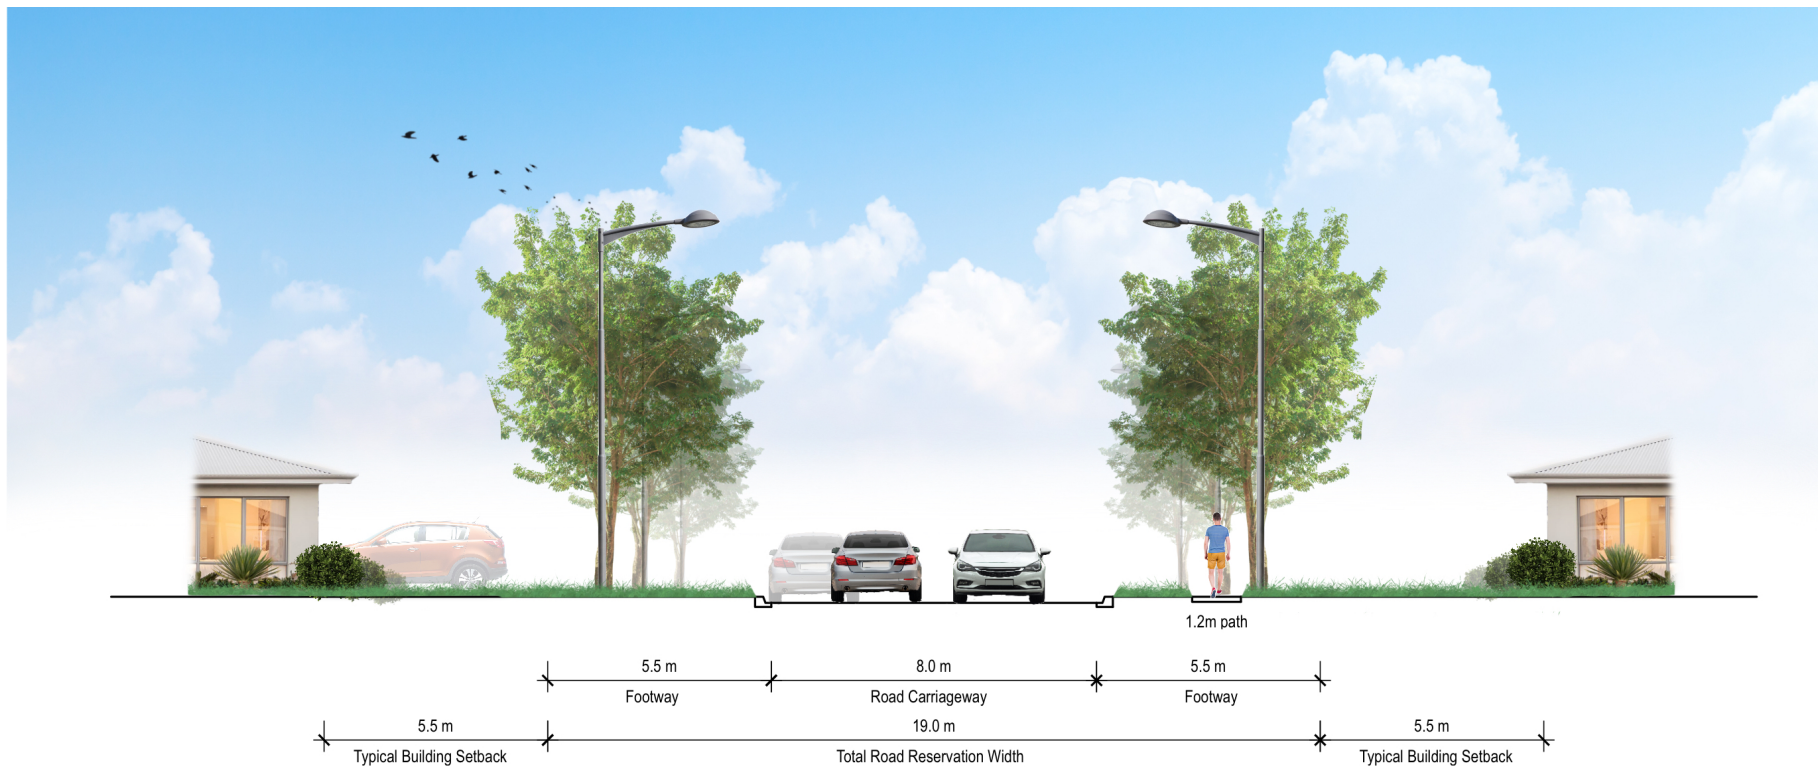 1.2m path
5.5 m
8.0 m
5.5 m
Footway
Road Carriageway
Footway
5.5 m
19.0 m
5.5 m
Typical Building Setback
Total Road Reservation Width
Typical Building Setback